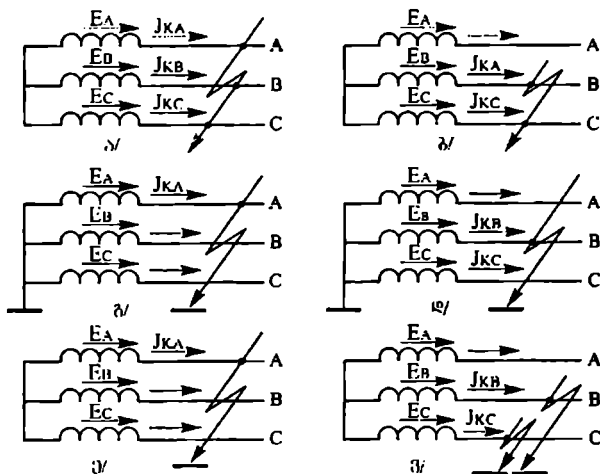 EA JKA A
EB JKB B
EC JKC C
ა/
EA A
EB JKA B
EC JKC C
ბ/
EA JKA A
EB B
EC C
გ/
EA A
EB JKB B
EC JKC C
დ/
EA JKA A
EB B
EC C
ე/
EA A
EB JKB B
EC JKC C
ვ/